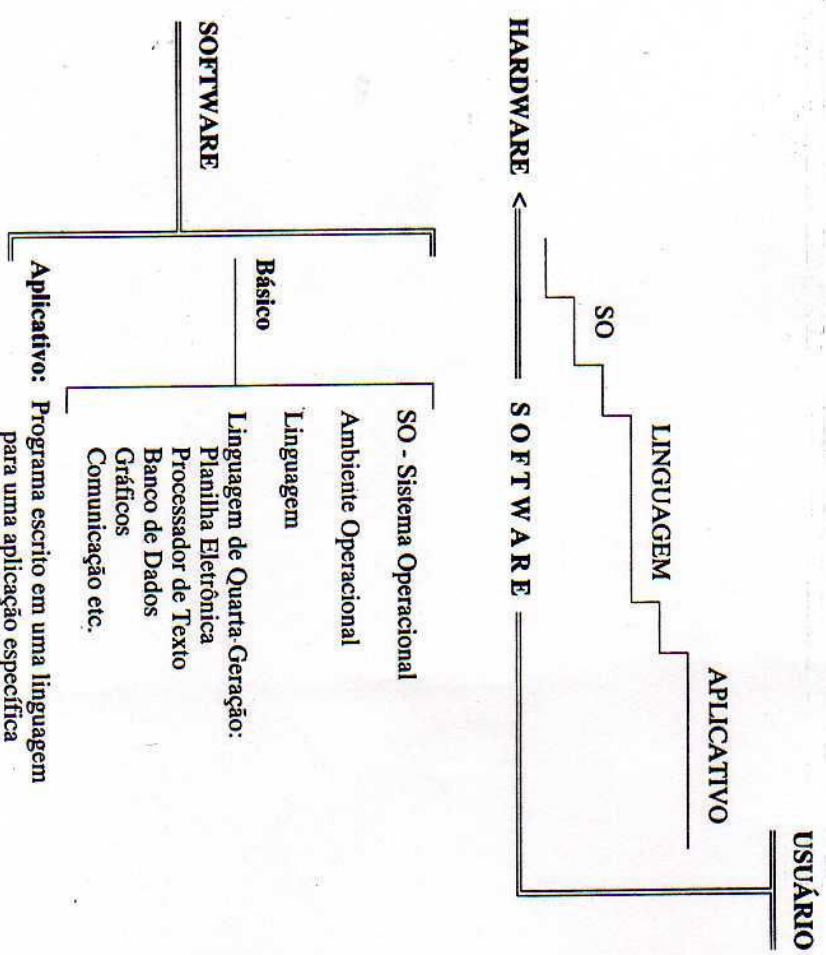 USUÁRIO
APLICATIVO
LINGUAGEM
SO
HARDWARE < SOFTWARE
SO - Sistema Operacional
Ambiente Operacional
Linguagem
Básico
Linguagem de Quarta-Geração:
Planilha Eletrônica
Processador de Texto
Banco de Dados
Gráficos
Comunicação etc.
SOFTWARE
Aplicativo: Programa escrito em uma linguagem
para uma aplicação específica